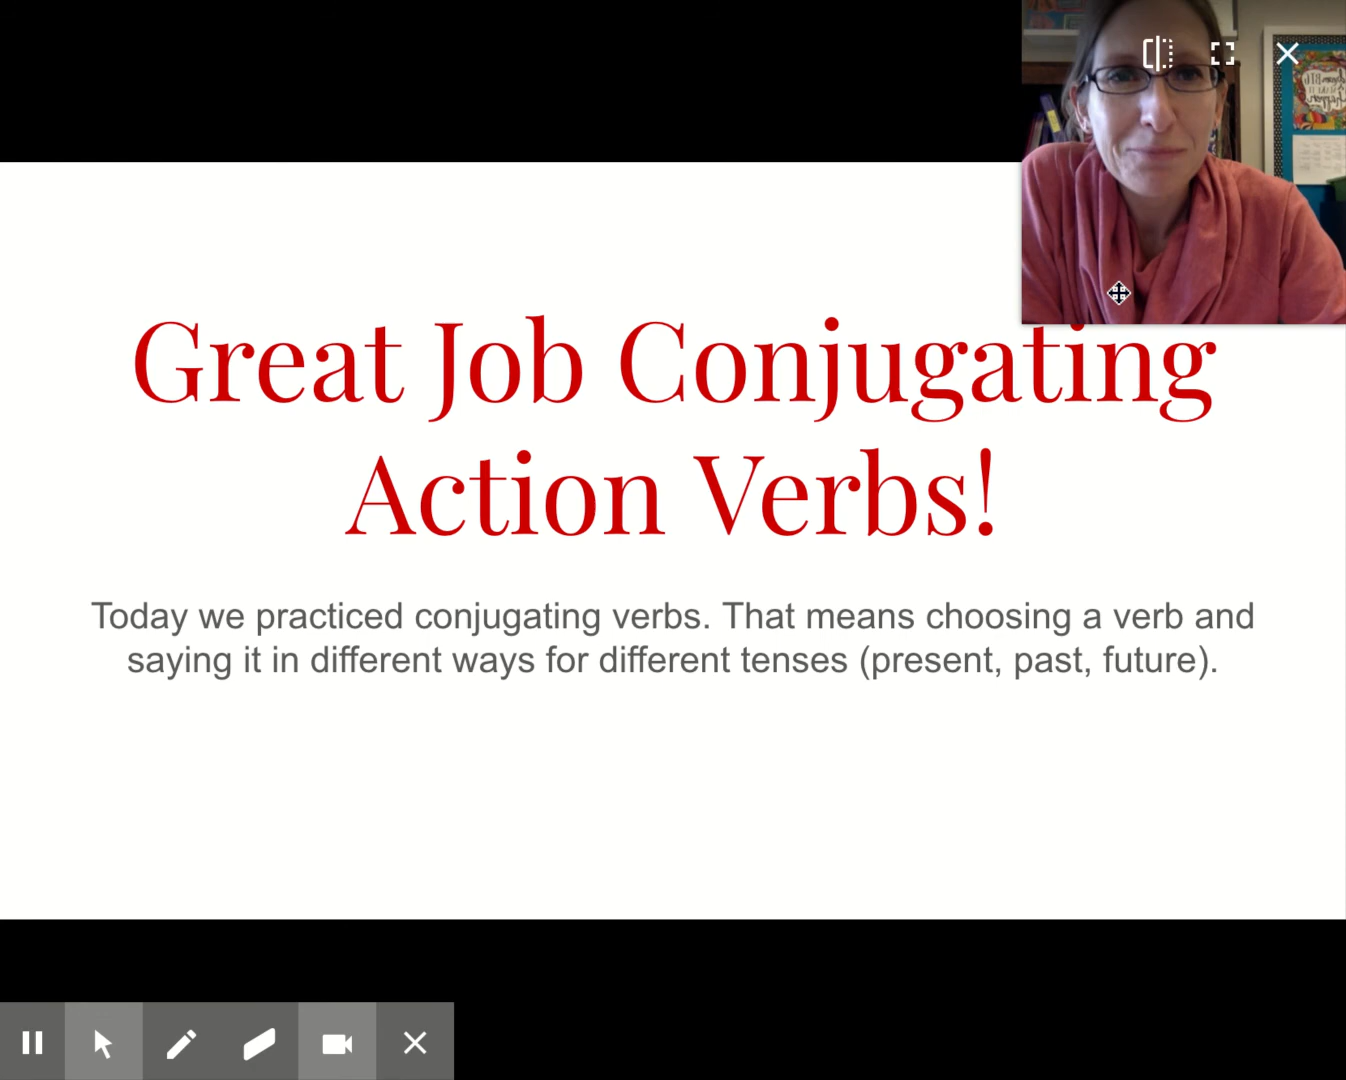 Great Job Conjugating
Action Verbs!
Today we practiced conjugating verbs. That means choosing a verb and
saying it in different ways for different tenses (present, past, future).